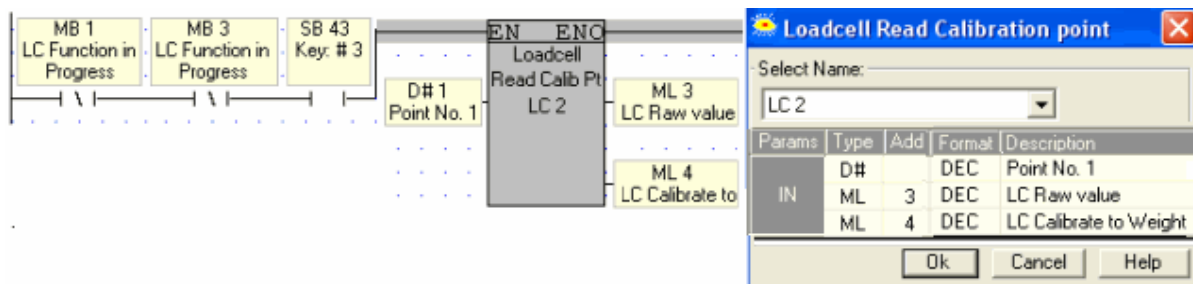 MB 1
LC Function in
Progress
MB 3
LC Function in
Progress
SB 43
Key: # 3
EN ENO
Loadcell
Read Calib Pt
LC 2
D# 1
Point No. 1
ML 3
LC Raw value
ML 4
LC Calibrate to
Loadcell Read Calibration point
Select Name:
LC 2
Params Type Add Format Description
D# DEC Point No. 1
IN ML 3 DEC LC Raw value
ML 4 DEC LC Calibrate to Weight
Ok Cancel Help